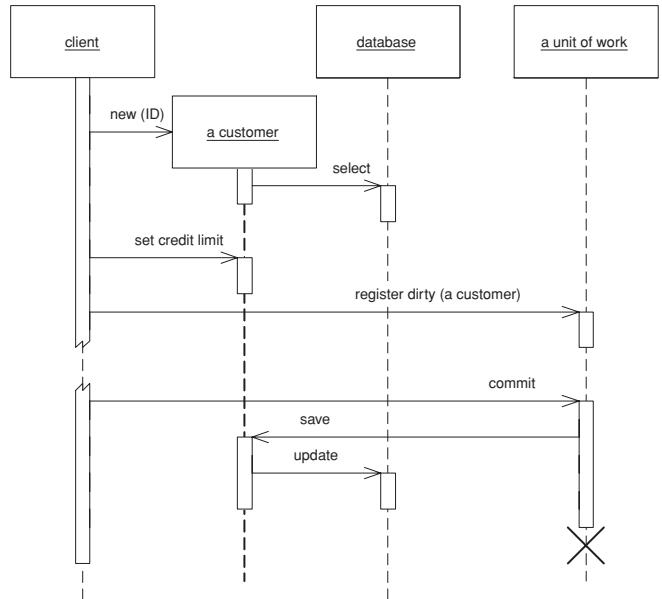 client
database
a unit of work
new (ID)
a customer
select
set credit limit
register dirty (a customer)
commit
save
update